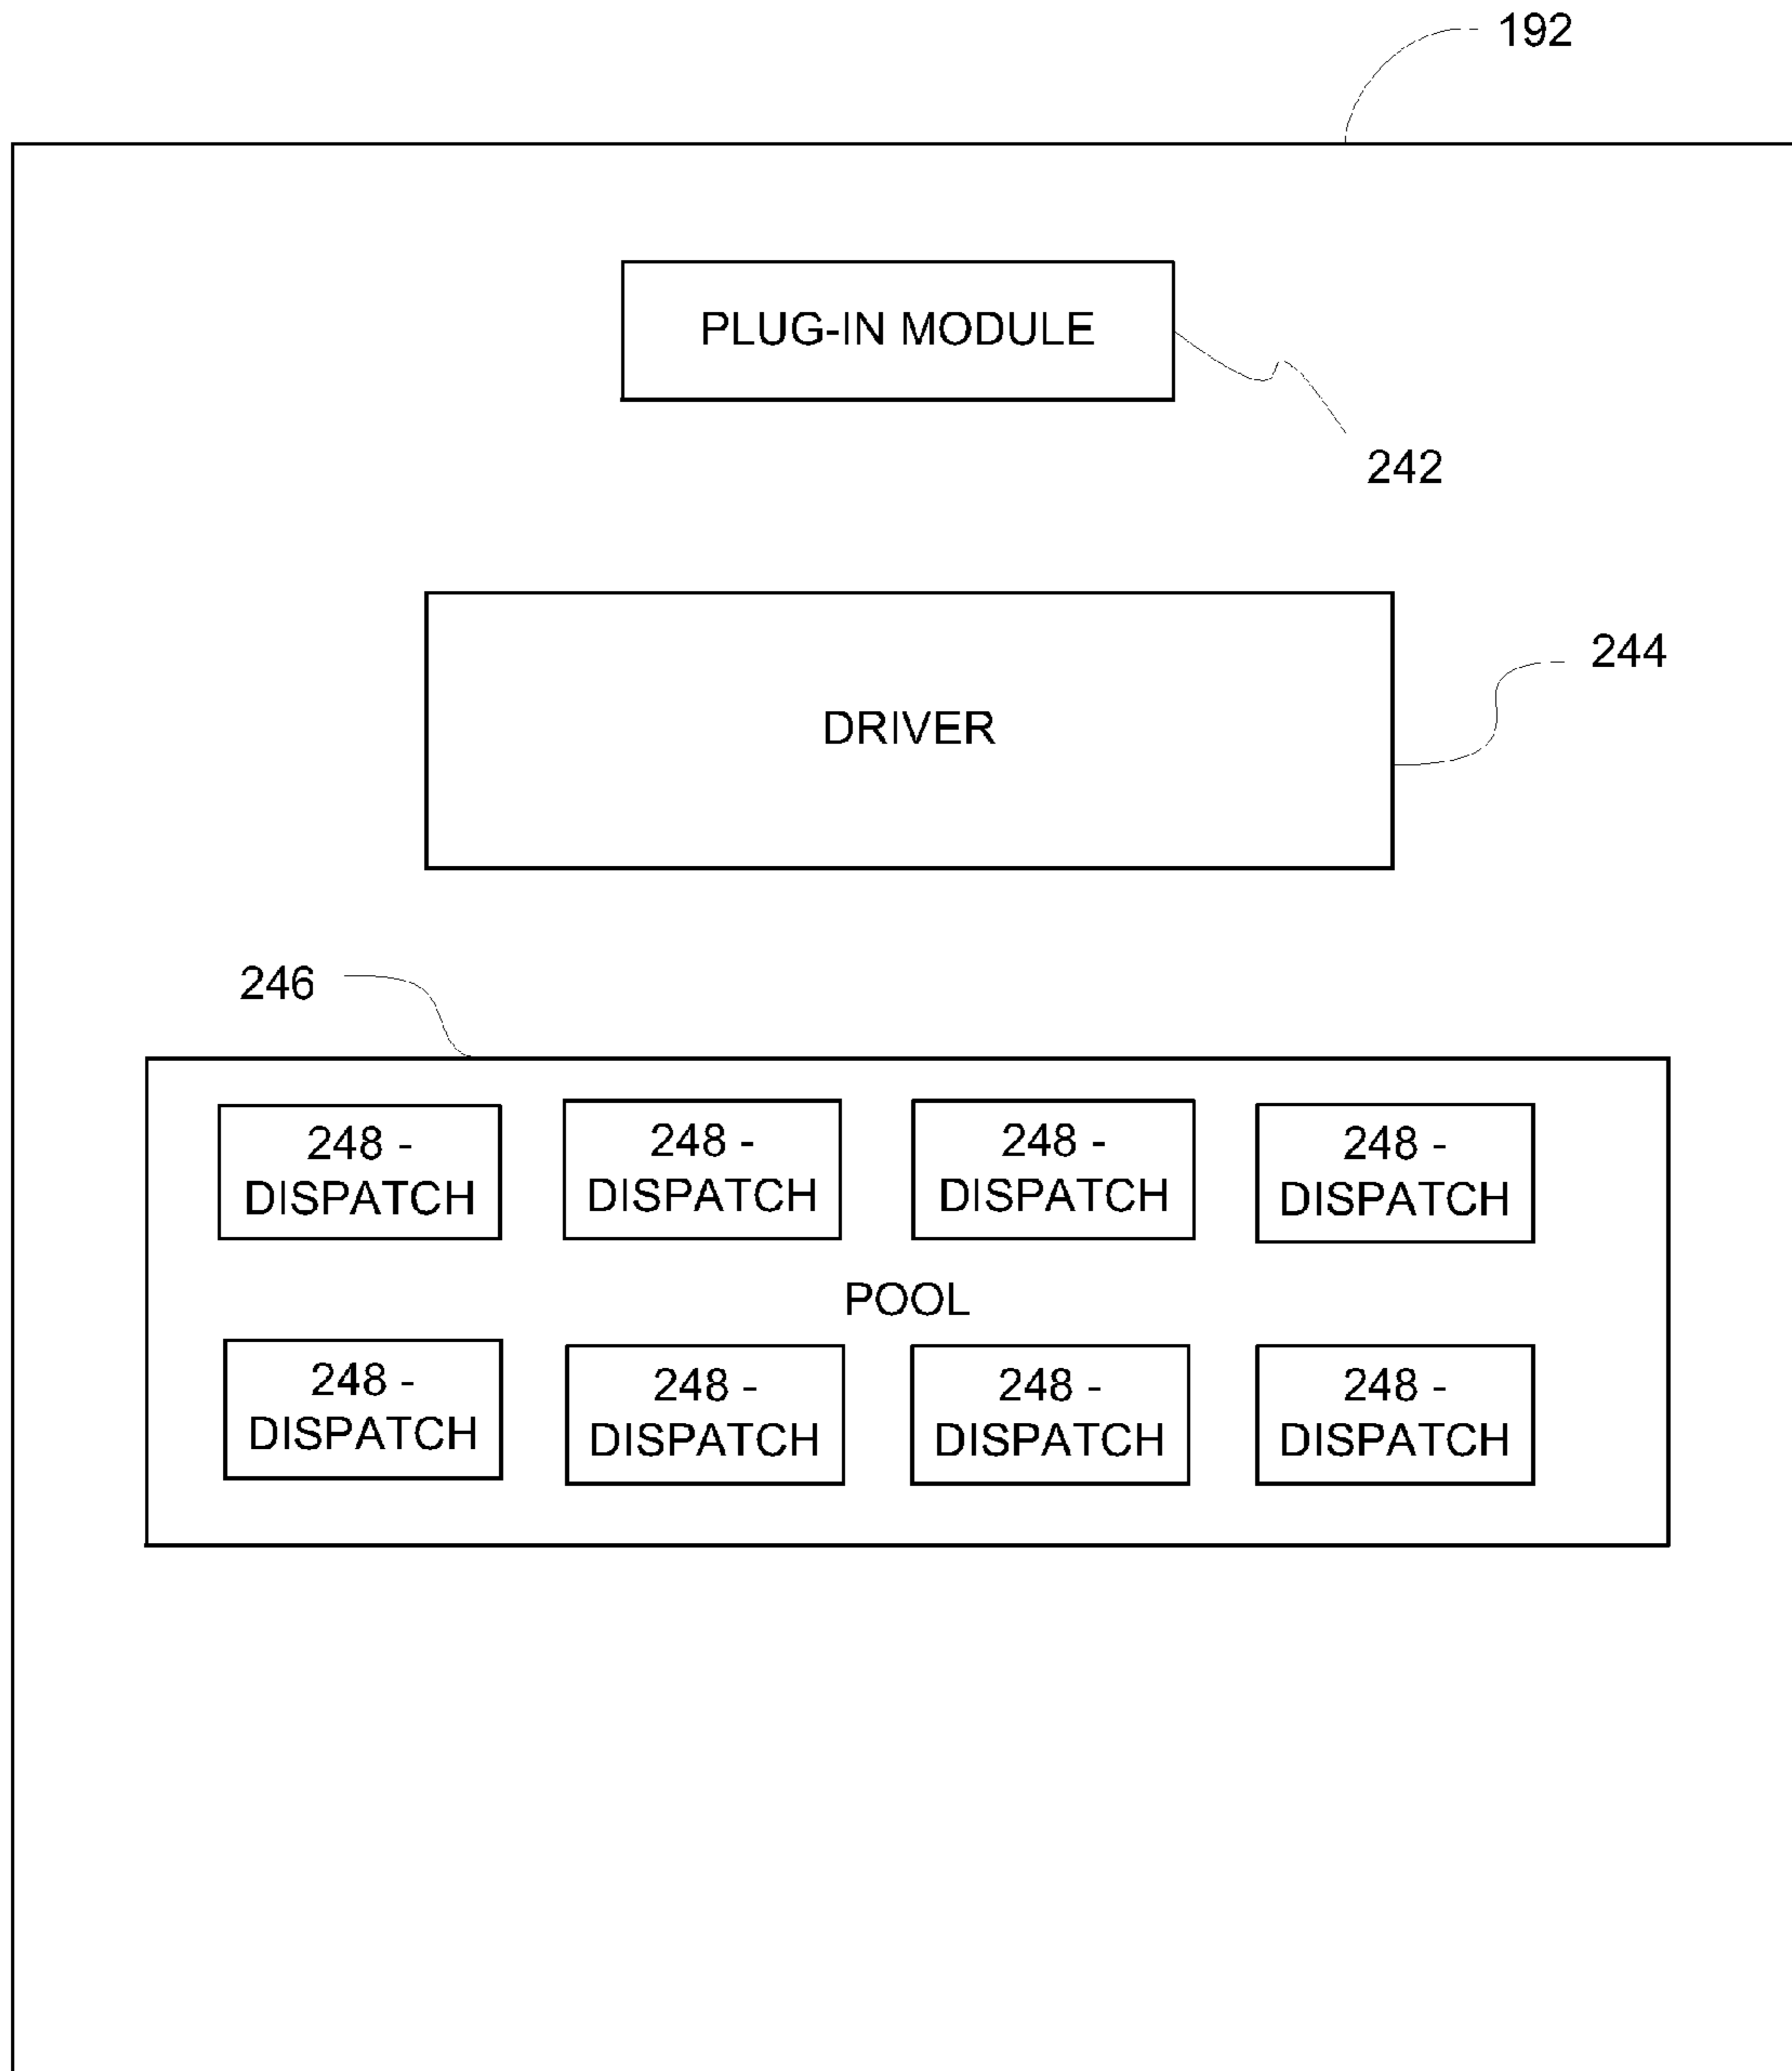 192
PLUG-IN MODULE
242
244
DRIVER
246
248 -
DISPATCH
248 -
DISPATCH
248 -
DISPATCH
248 -
DISPATCH
POOL
248 -
DISPATCH
248 -
DISPATCH
248 -
DISPATCH
248 -
DISPATCH